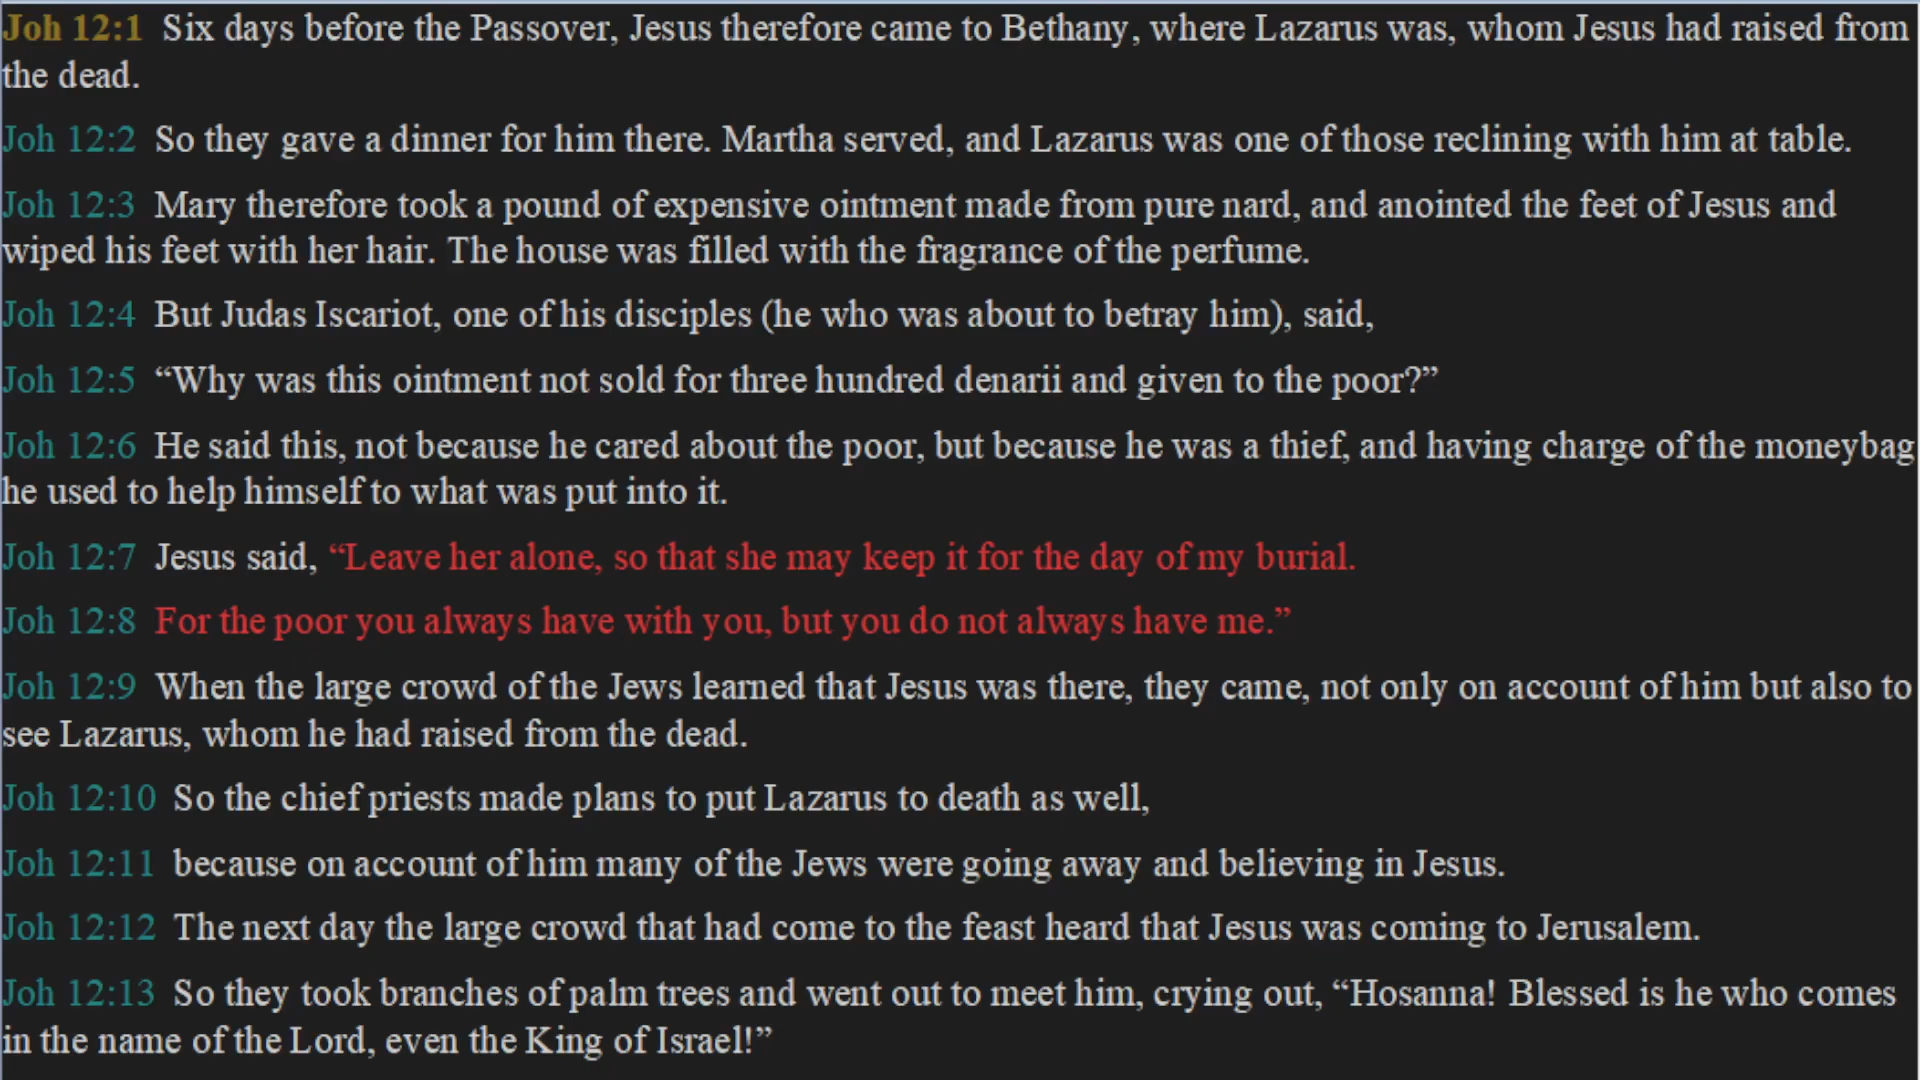 Joh 12:1 Six days before the Passover, Jesus therefore came to Bethany, where Lazarus was, whom Jesus had raised from
the dead.
Joh 12:2 So they gave a dinner for him there. Martha served, and Lazarus was one of those reclining with him at table.
Joh 12:3 Mary therefore took a pound of expensive ointment made from pure nard, and anointed the feet of Jesus and
wiped his feet with her hair. The house was filled with the fragrance of the perfume.
Joh 12:4 But Judas Iscariot, one of his disciples (he who was about to betray him), said,
Joh 12:5 “Why was this ointment not sold for three hundred denarii and given to the poor?”
Joh 12:6 He said this, not because he cared about the poor, but because he was a thief, and having charge of the moneybag
he used to help himself to what was put into it.
Joh 12:7 Jesus said, “Leave her alone, so that she may keep it for the day of my burial.
Joh 12:8 For the poor you always have with you, but you do not always have me.”
Joh 12:9 When the large crowd of the Jews learned that Jesus was there, they came, not only on account of him but also to
see Lazarus, whom he had raised from the dead.
Joh 12:10 So the chief priests made plans to put Lazarus to death as well,
Joh 12:11 because on account of him many of the Jews were going away and believing in Jesus.
Joh 12:12 The next day the large crowd that had come to the feast heard that Jesus was coming to Jerusalem.
Joh 12:13 So they took branches of palm trees and went out to meet him, crying out, “Hosanna! Blessed is he who comes
in the name of the Lord, even the King of Israel!”